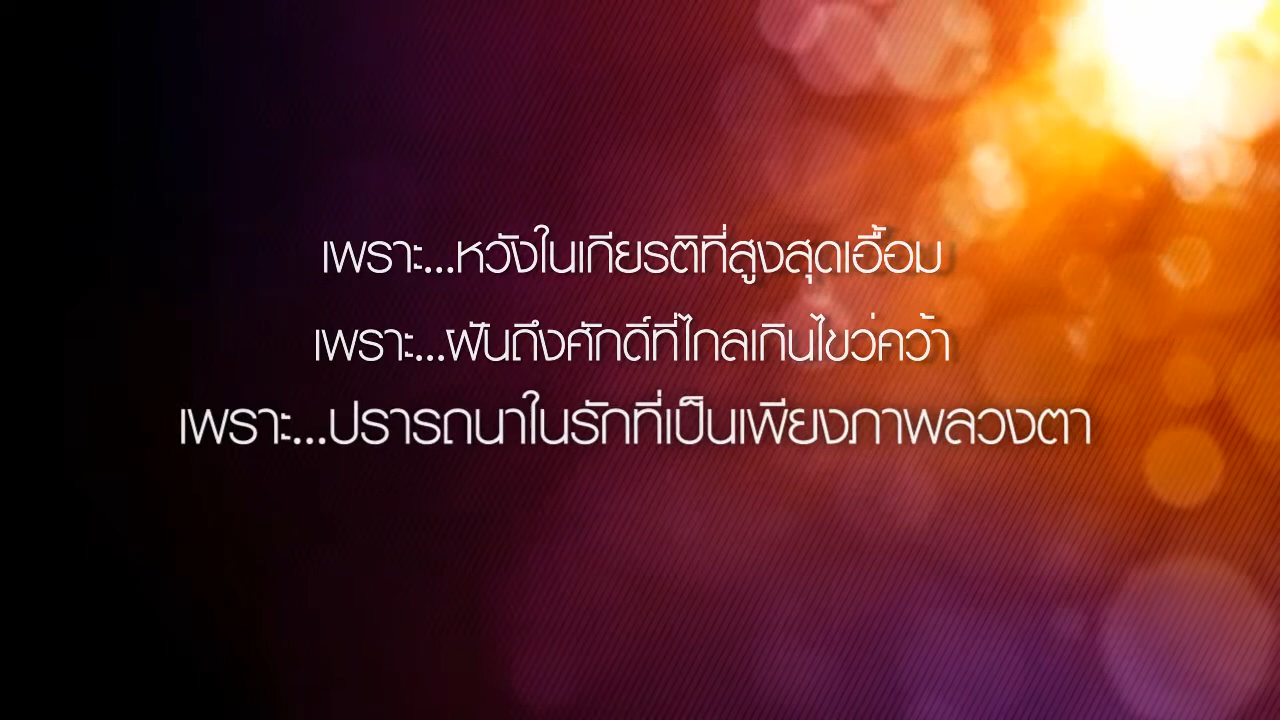 เพราะ...หวังในเกียรติที่สูงสุดเอื้อม
เพราะ...ฝันถึงศักดิ์ที่ไกลเกินไขว่คว้า
เพราะ...ปรารถนาในรักที่เป็นเพียงภาพลวงตา